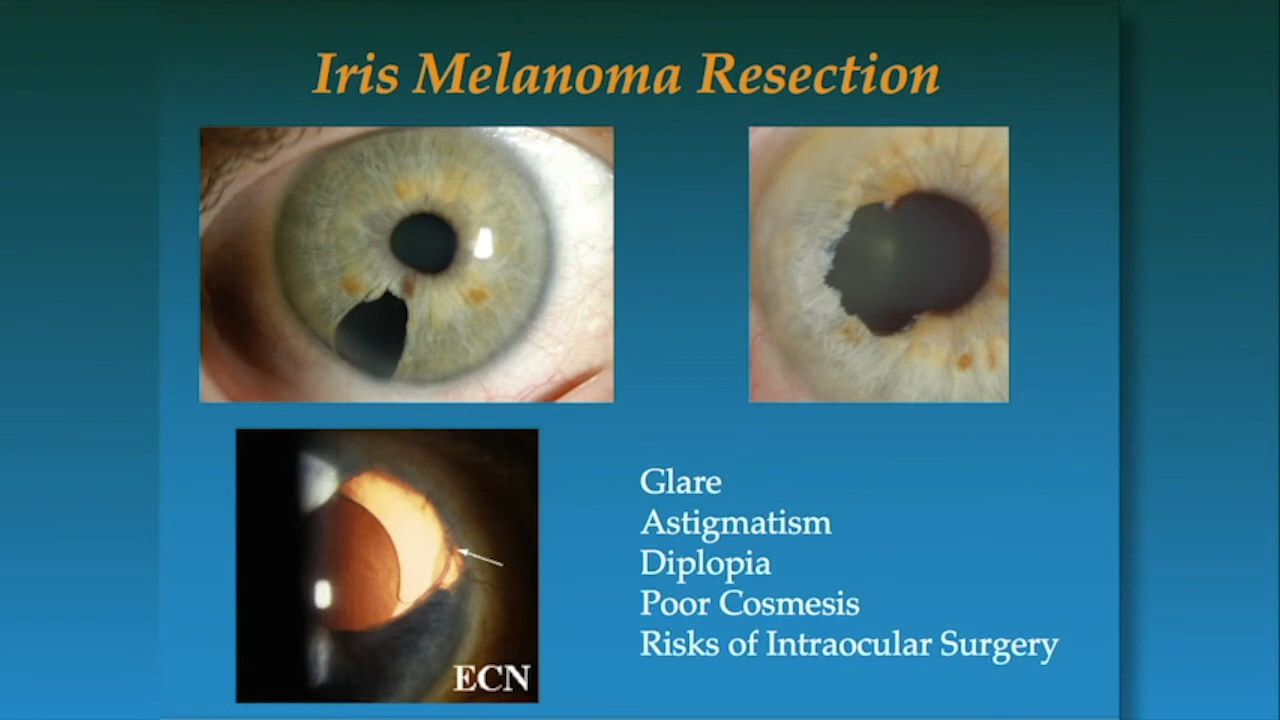 Iris Melanoma Resection
ECN
Glare
Astigmatism
Diplopia
Poor Cosmesis
Risks of Intraocular Surgery